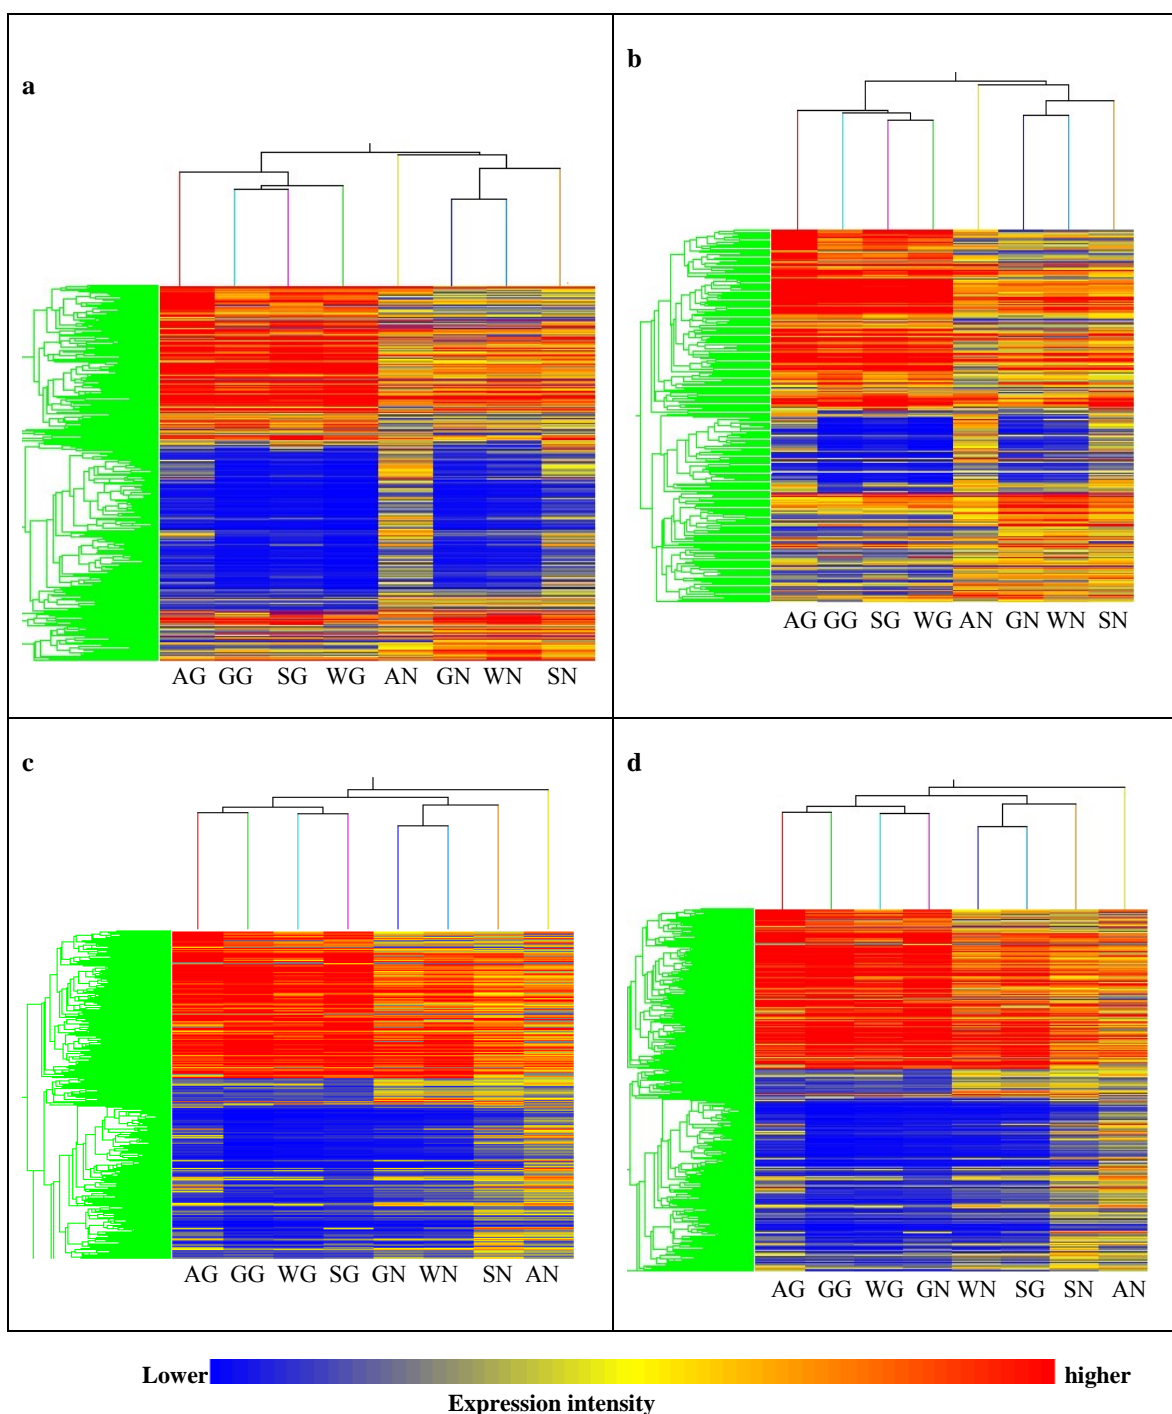 a
AG GG SG WG AN GN WN SN
b
AG GG SG WG AN GN WN SN
c
AG GG WG SG GN WN SN AN
d
AG GG WG GN WN SG SN AN
Lower higher
Expression intensity